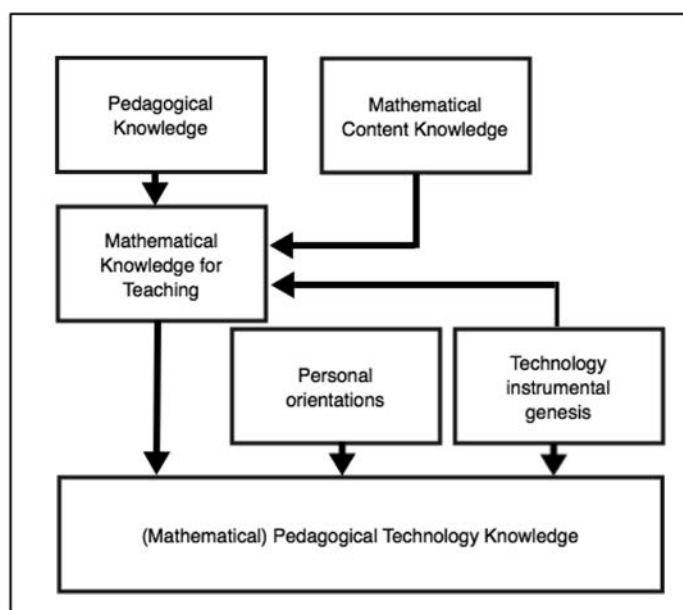 Pedagogical
Knowledge
Mathematical
Content Knowledge
Mathematical
Knowledge for
Teaching
Personal
orientations
Technology
instrumental
genesis
(Mathematical) Pedagogical Technology Knowledge